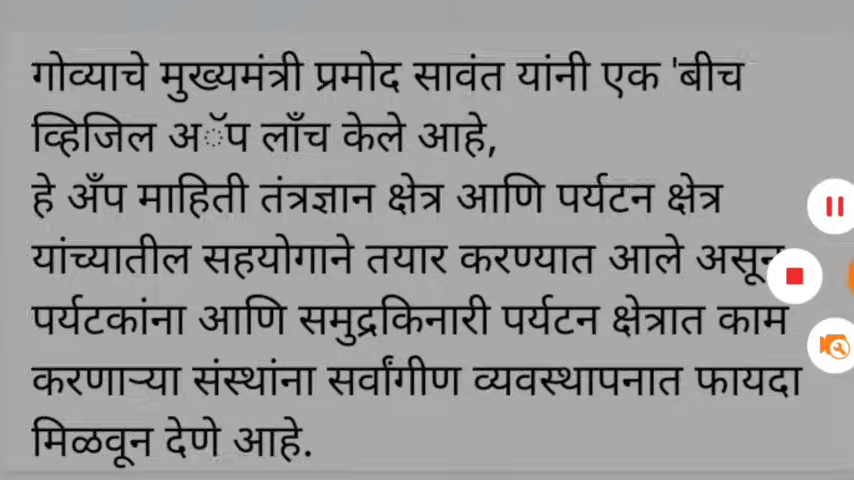 गोव्याचे मुख्यमंत्री प्रमोद सावंत यांनी एक 'बीच
व्हिजिल अॅप लाँच केले आहे,
हे अँप माहिती तंत्रज्ञान क्षेत्र आणि पर्यटन क्षेत्र
यांच्यातील सहयोगाने तयार करण्यात आले असून
पर्यटकांना आणि समुद्रकिनारी पर्यटन क्षेत्रात काम
करणाऱ्या संस्थांना सर्वांगीण व्यवस्थापनात फायदा
मिळवून देणे आहे.